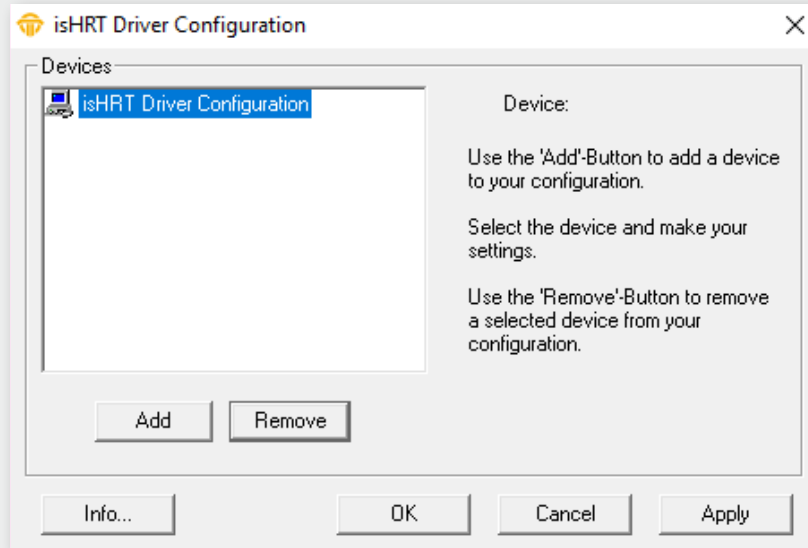 isHRT Driver Configuration
Devices
isHRT Driver Configuration
Device:
Use the 'Add'-Button to add a device
to your configuration.
Select the device and make your
settings.
Use the 'Remove'-Button to remove
a selected device from your
configuration.
Add
Remove
Info...
OK
Cancel
Apply